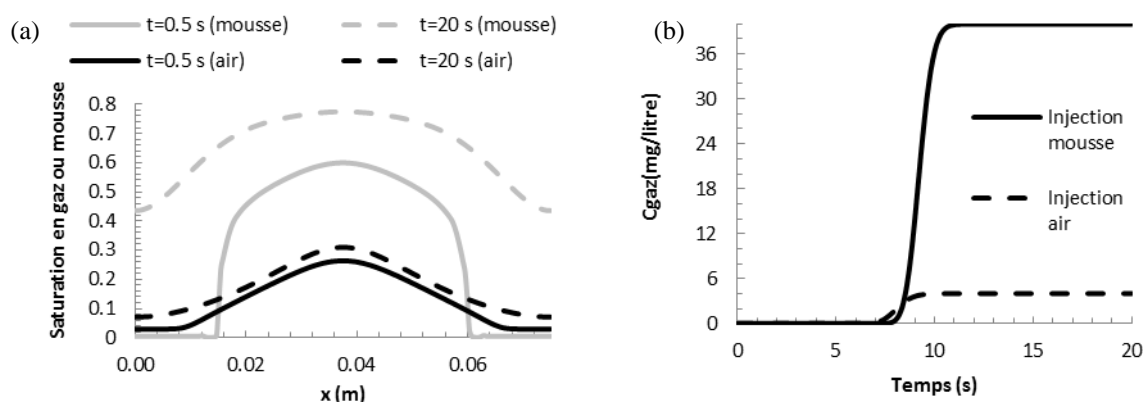 (a)
t=0.5 s (mousse)
t=20 s (mousse)
t=0.5 s (air)
t=20 s (air)
Saturation en gaz ou mousse
0.8
0.7
0.6
0.5
0.4
0.3
0.2
0.1
0
0.00
0.02
0.04
0.06
x (m)
(b)
Cgaz(mg/litre)
36
30
24
18
12
6
0
0
5
10
15
20
Temps (s)
Injection
mousse
Injection
air